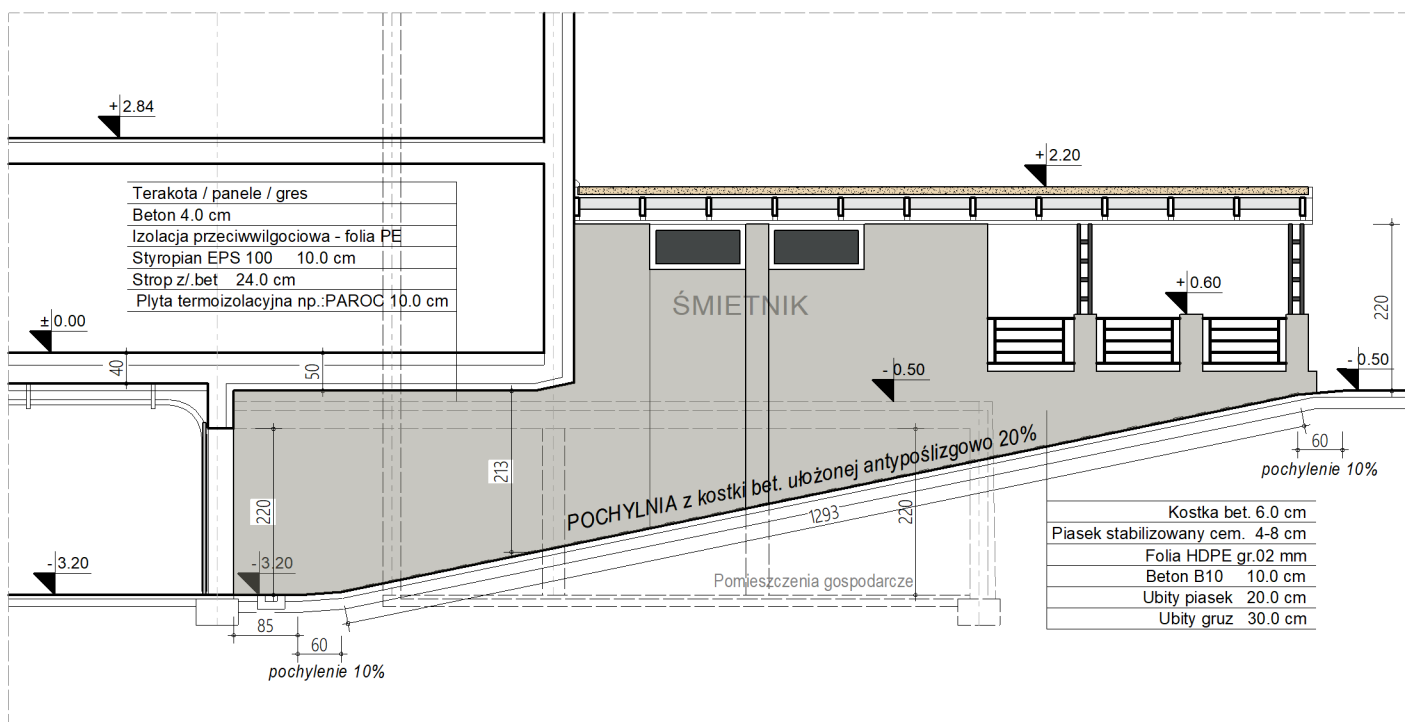 + 2.84
Terakota / panele / gres
Beton 4.0 cm
Izolacja przeciwwilgociowa - folia PE
Styropian EPS 100 10.0 cm
Strop z/.bet 24.0 cm
Plyta termoizolacyjna np.:PAROC 10.0 cm
± 0.00
40
50
+ 2.20
ŚMIETNIK
+ 0.60
220
- 0.50
- 0.50
213
220
POCHYLNIA z kostki bet. ułożonej antypoślizgowo 20%
1293
220
60
pochylenie 10%
- 3.20
- 3.20
Pomieszczenia gospodarcze
Kostka bet. 6.0 cm
Piasek stabilizowany cem. 4-8 cm
Folia HDPE gr.02 mm
Beton B10 10.0 cm
Ubity piasek 20.0 cm
Ubity gruz 30.0 cm
85
60
pochylenie 10%